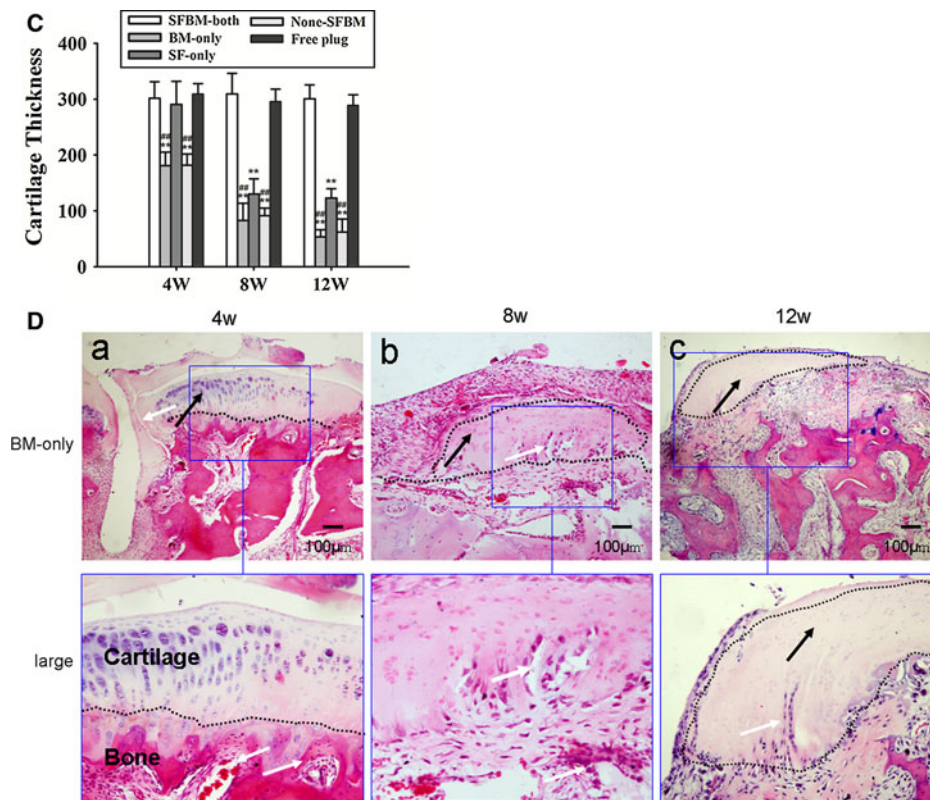 C
SFBM-both None-SFBM
BM-only Free plug
SF-only
Cartilage Thickness
400
300
200
100
0
## ** ## **
## ** ** ## **
## ** ** ## **
4W 8W 12W
D
4w 8w 12w
a b c
BM-only
100μm 100μm 100μm
large
Cartilage
Bone